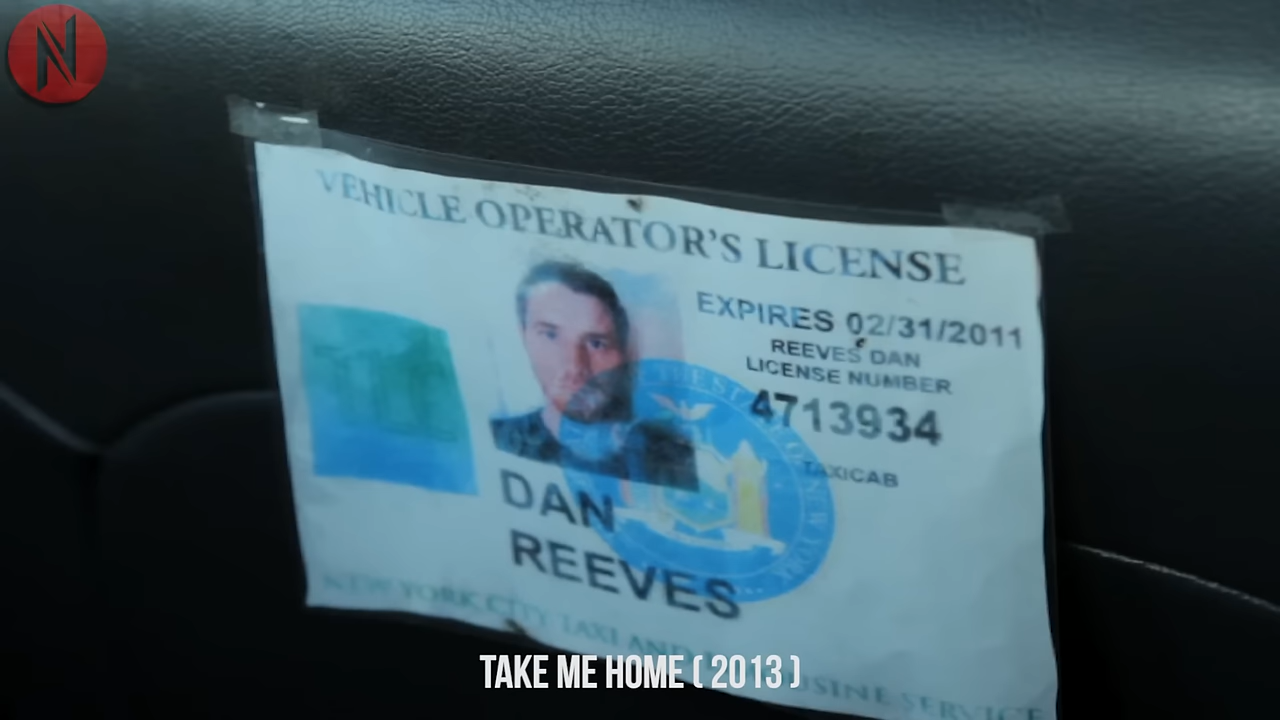 N
VEHICLE OPERATOR'S LICENSE
EXPIRES 02/31/2011
REEVES DAN
LICENSE NUMBER
4713934
TAXICAB
DAN
REEVES
NEW YORK CITY TAXI AND
TAKE ME HOME ( 2013 )